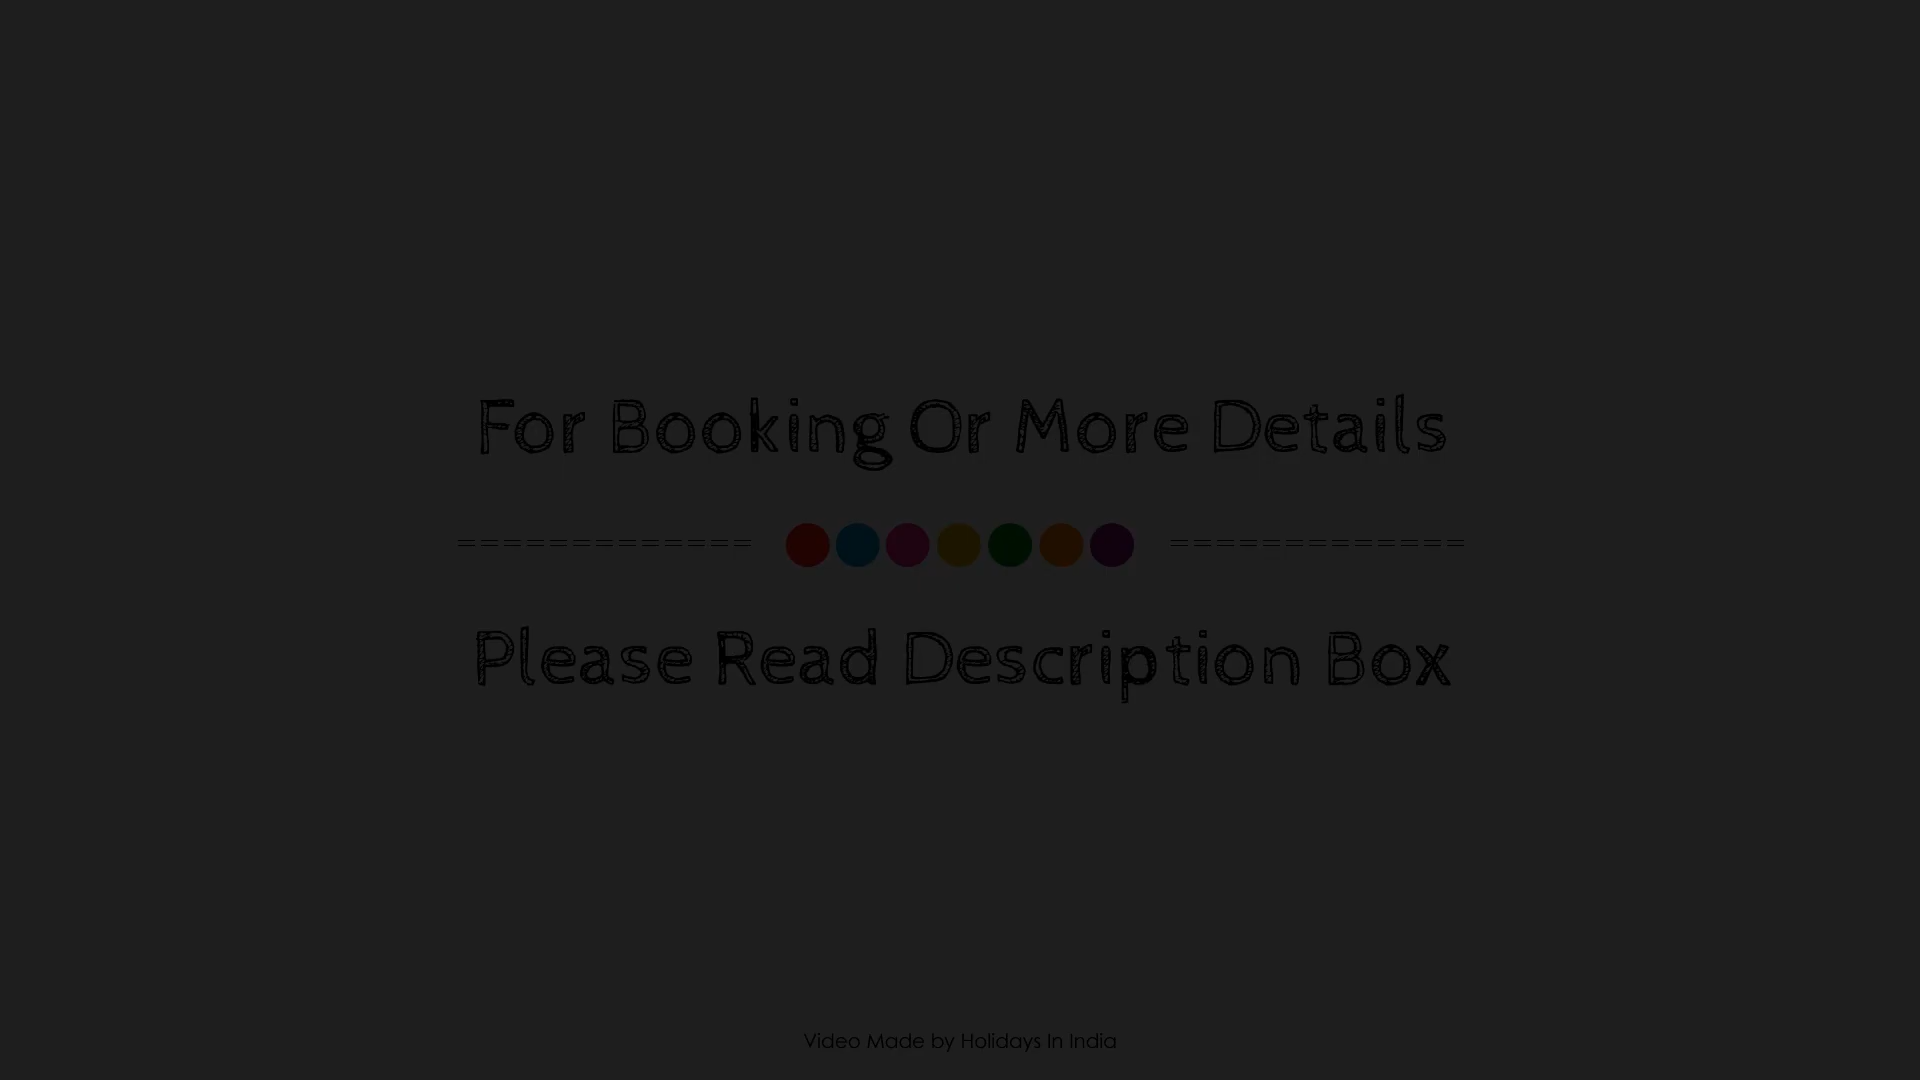 For Booking Or More Details
============= =============
Please Read Description Box
Video Made by Holidays In India